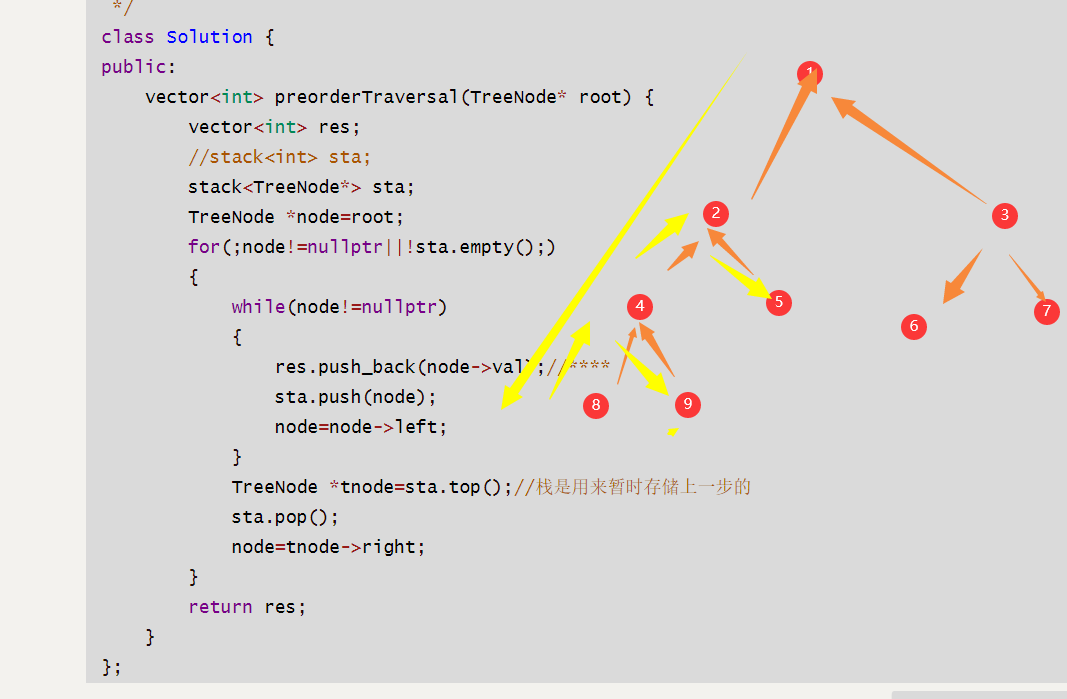 */
class Solution {
public:
vector<int> preorderTraversal(TreeNode* root) {
vector<int> res;
//stack<int> sta;
stack<TreeNode*> sta;
TreeNode *node=root;
for(;node!=nullptr||!sta.empty();)
{
while(node!=nullptr)
{
res.push_back(node->val);//****
sta.push(node);
node=node->left;
}
TreeNode *tnode=sta.top();//栈是用来暂时存储上一步的
sta.pop();
node=tnode->right;
}
return res;
}
};
1
2
3
4
5
6
7
8
9